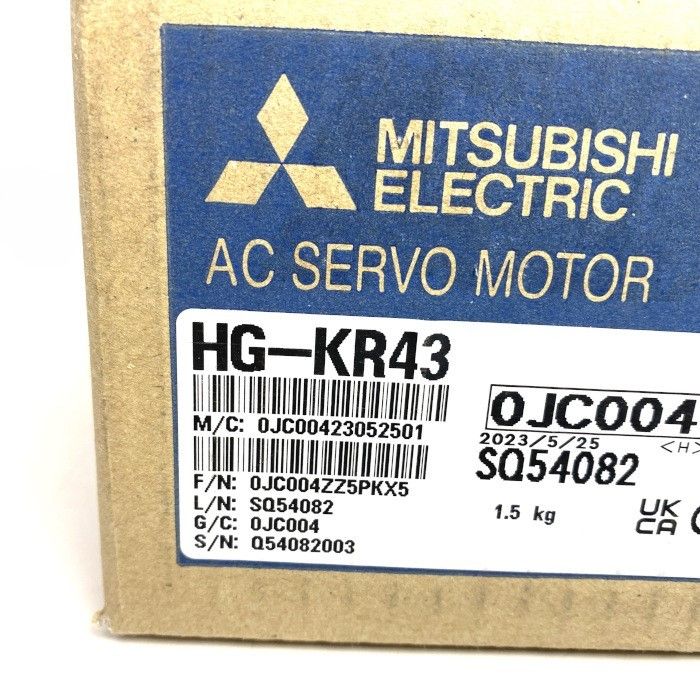 MITSUBISHI
ELECTRIC
AC SERVO MOTOR
HG-KR43
M/C: 0JC00423052501
F/N: 0JC004ZZ5PKX5
L/N: SQ54082
G/C: 0JC004
S/N: Q54082003
0JC004
2023/5/25 <H>
SQ54082
1.5 kg
UK
CA